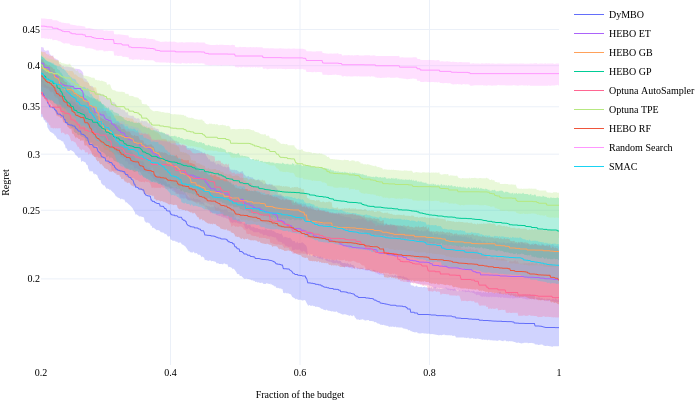 0.45
0.4
0.35
0.3
0.25
0.2
Regret
0.2
0.4
0.6
0.8
1
Fraction of the budget
DyMBO
HEBO ET
HEBO GB
HEBO GP
Optuna AutoSampler
Optuna TPE
HEBO RF
Random Search
SMAC